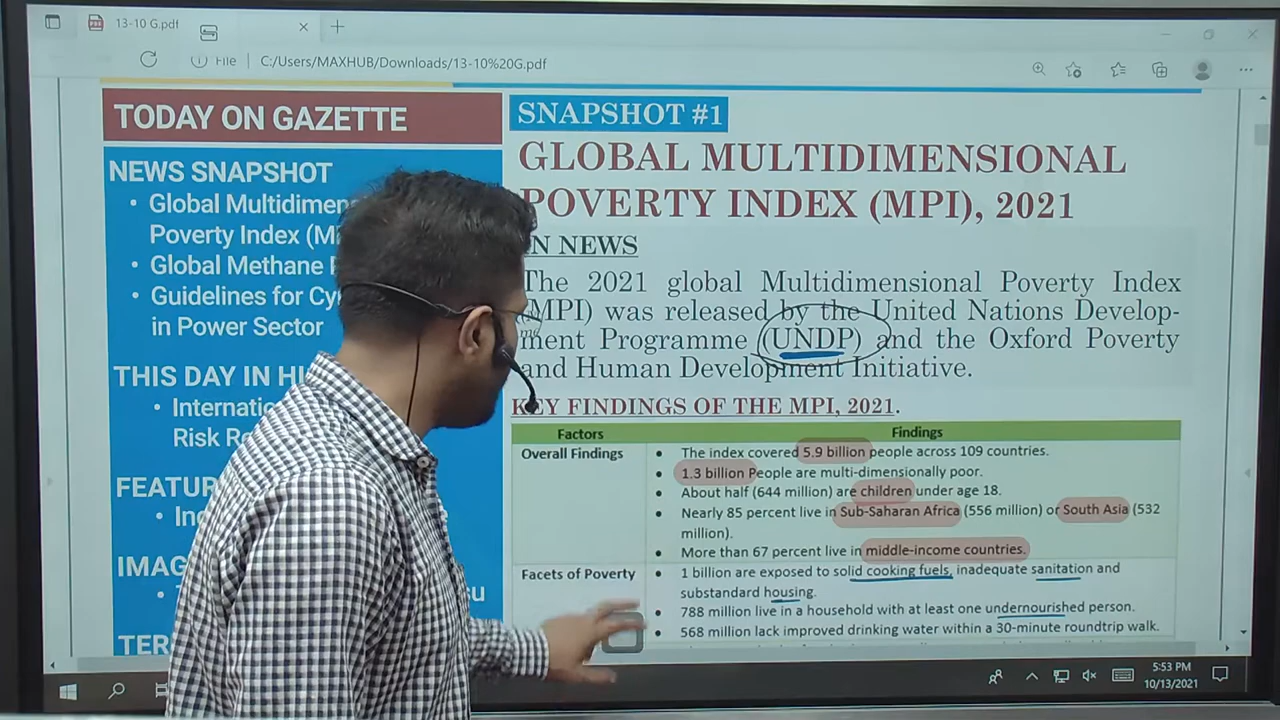 13-10 G.pdf
File | C:/Users/MAXHUB/Downloads/13-10%20G.pdf
TODAY ON GAZETTE
NEWS SNAPSHOT
• Global
Poverty Index
• Global Methane
• Guidelines for
in Power Sector
THIS DAY IN
•
Risk
•
SNAPSHOT #1
GLOBAL MULTIDIMENSIONAL
POVERTY INDEX (MPI), 2021
IN NEWS
The 2021 global Multidimensional Poverty Index
(MPI) was released by the United Nations Develop-
ment Programme (UNDP) and the Oxford Poverty
and Human Development Initiative.
KEY FINDINGS OF THE MPI, 2021.
Factors Findings
Overall Findings • The index covered 5.9 billion people across 109 countries.
• 1.3 billion People are multi-dimensionally poor.
• About half (644 million) are children under age 18.
• Nearly 85 percent live in Sub-Saharan Africa (556 million) or South Asia (532
million).
• More than 67 percent live in middle-income countries.
Facets of Poverty • 1 billion are exposed to solid cooking fuels, inadequate sanitation and
substandard housing.
• 788 million live in a household with at least one undernourished person.
• 568 million lack improved drinking water within a 30-minute roundtrip walk.
5:53 PM
10/13/2021